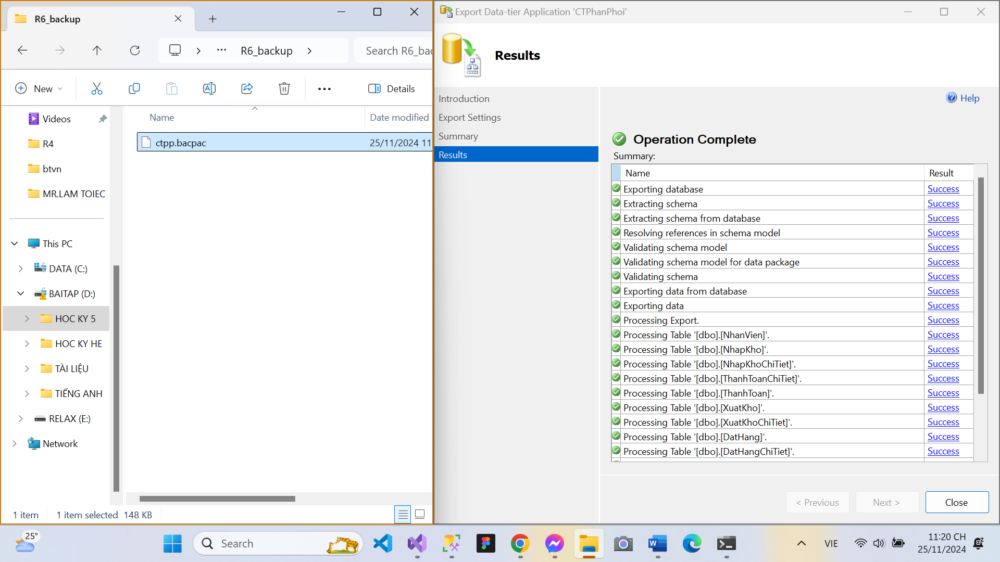 R6_backup
R6_backup
Search R6_bac
New
Details
Videos
R4
btvn
MR.LAM TOIEC
This PC
DATA (C:)
BAITAP (D:)
HOC KY 5
HOC KY HE
TÀI LIỆU
TIẾNG ANH
RELAX (E:)
Network
Name
Date modified
ctpp.bacpac
25/11/2024 11
1 item
1 item selected 148 KB
Export Data-tier Application 'CTPhanPhoi'
Results
Introduction
Export Settings
Summary
Results
Help
Operation Complete
Summary:
Name Result
Exporting database Success
Extracting schema Success
Extracting schema from database Success
Resolving references in schema model Success
Validating schema model Success
Validating schema model for data package Success
Validating schema Success
Exporting data from database Success
Exporting data Success
Processing Export. Success
Processing Table '[dbo].[NhanVien]'. Success
Processing Table '[dbo].[NhapKho]'. Success
Processing Table '[dbo].[NhapKhoChiTiet]'. Success
Processing Table '[dbo].[ThanhToanChiTiet]'. Success
Processing Table '[dbo].[ThanhToan]'. Success
Processing Table '[dbo].[XuatKho]'. Success
Processing Table '[dbo].[XuatKhoChiTiet]'. Success
Processing Table '[dbo].[DatHang]'. Success
Processing Table '[dbo].[DatHangChiTiet]'. Success
< Previous
Next >
Close
25°
Search
VIE
11:20 CH
25/11/2024